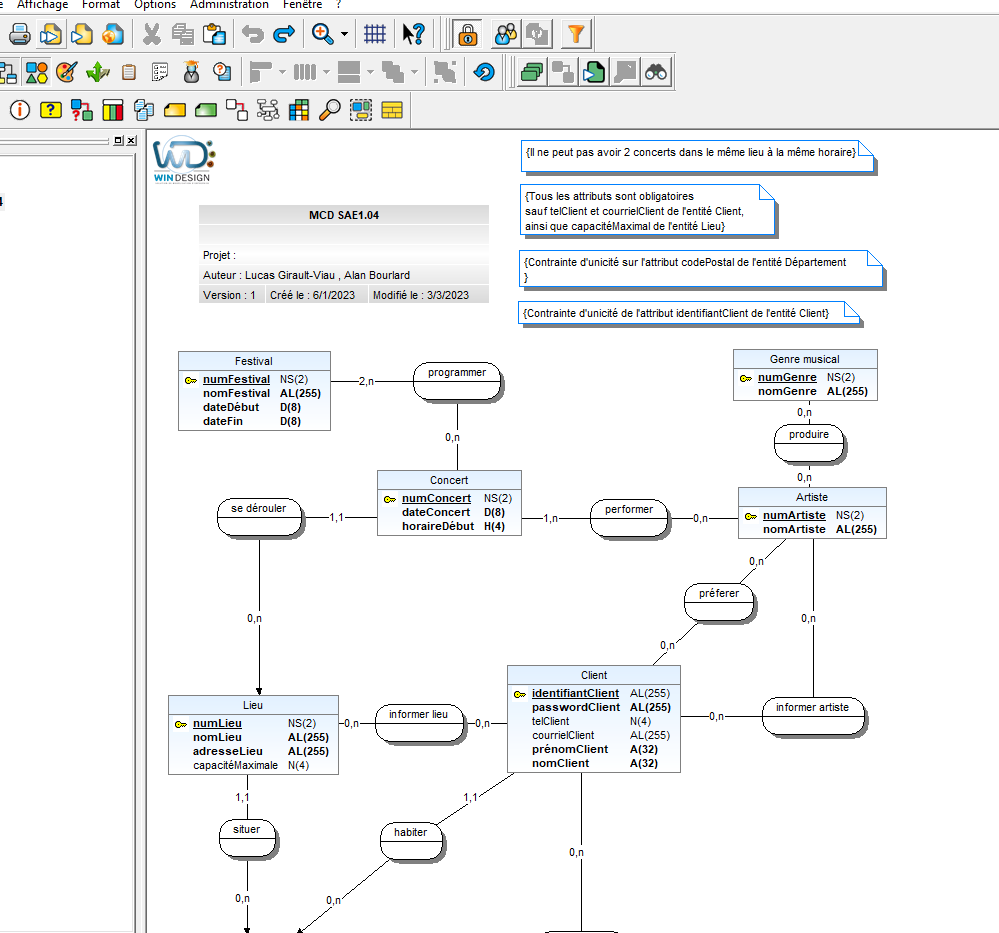 Affichage Format Options Administration Fenêtre ?
WIN DESIGN
{Il ne peut pas avoir 2 concerts dans le même lieu à la même horaire}
{Tous les attributs sont obligatoires
sauf telClient et courrielClient de l'entité Client,
ainsi que capacitéMaximal de l'entité Lieu}
MCD SAE1.04
Projet :
Auteur : Lucas Girault-Viau , Alan Bourlard
Version : 1 Créé le : 6/1/2023 Modifié le : 3/3/2023
{Contrainte d'unicité sur l'attribut codePostal de l'entité Département
}
{Contrainte d'unicité de l'attribut identifiantClient de l'entité Client}
Festival
numFestival NS(2)
nomFestival AL(255)
dateDébut D(8)
dateFin D(8)
2,n
programmer
0,n
Genre musical
numGenre NS(2)
nomGenre AL(255)
0,n
produire
0,n
Concert
numConcert NS(2)
dateConcert D(8)
horaireDébut H(4)
se dérouler
1,1
1,n
performer
0,n
Artiste
numArtiste NS(2)
nomArtiste AL(255)
0,n
préferer
0,n
0,n
0,n
Client
identifiantClient AL(255)
passwordClient AL(255)
telClient N(4)
courrielClient AL(255)
prénomClient A(32)
nomClient A(32)
Lieu
numLieu NS(2)
nomLieu AL(255)
adresseLieu AL(255)
capacitéMaximale N(4)
0,n
informer lieu
0,n
0,n
informer artiste
1,1
situer
0,n
1,1
habiter
0,n
0,n